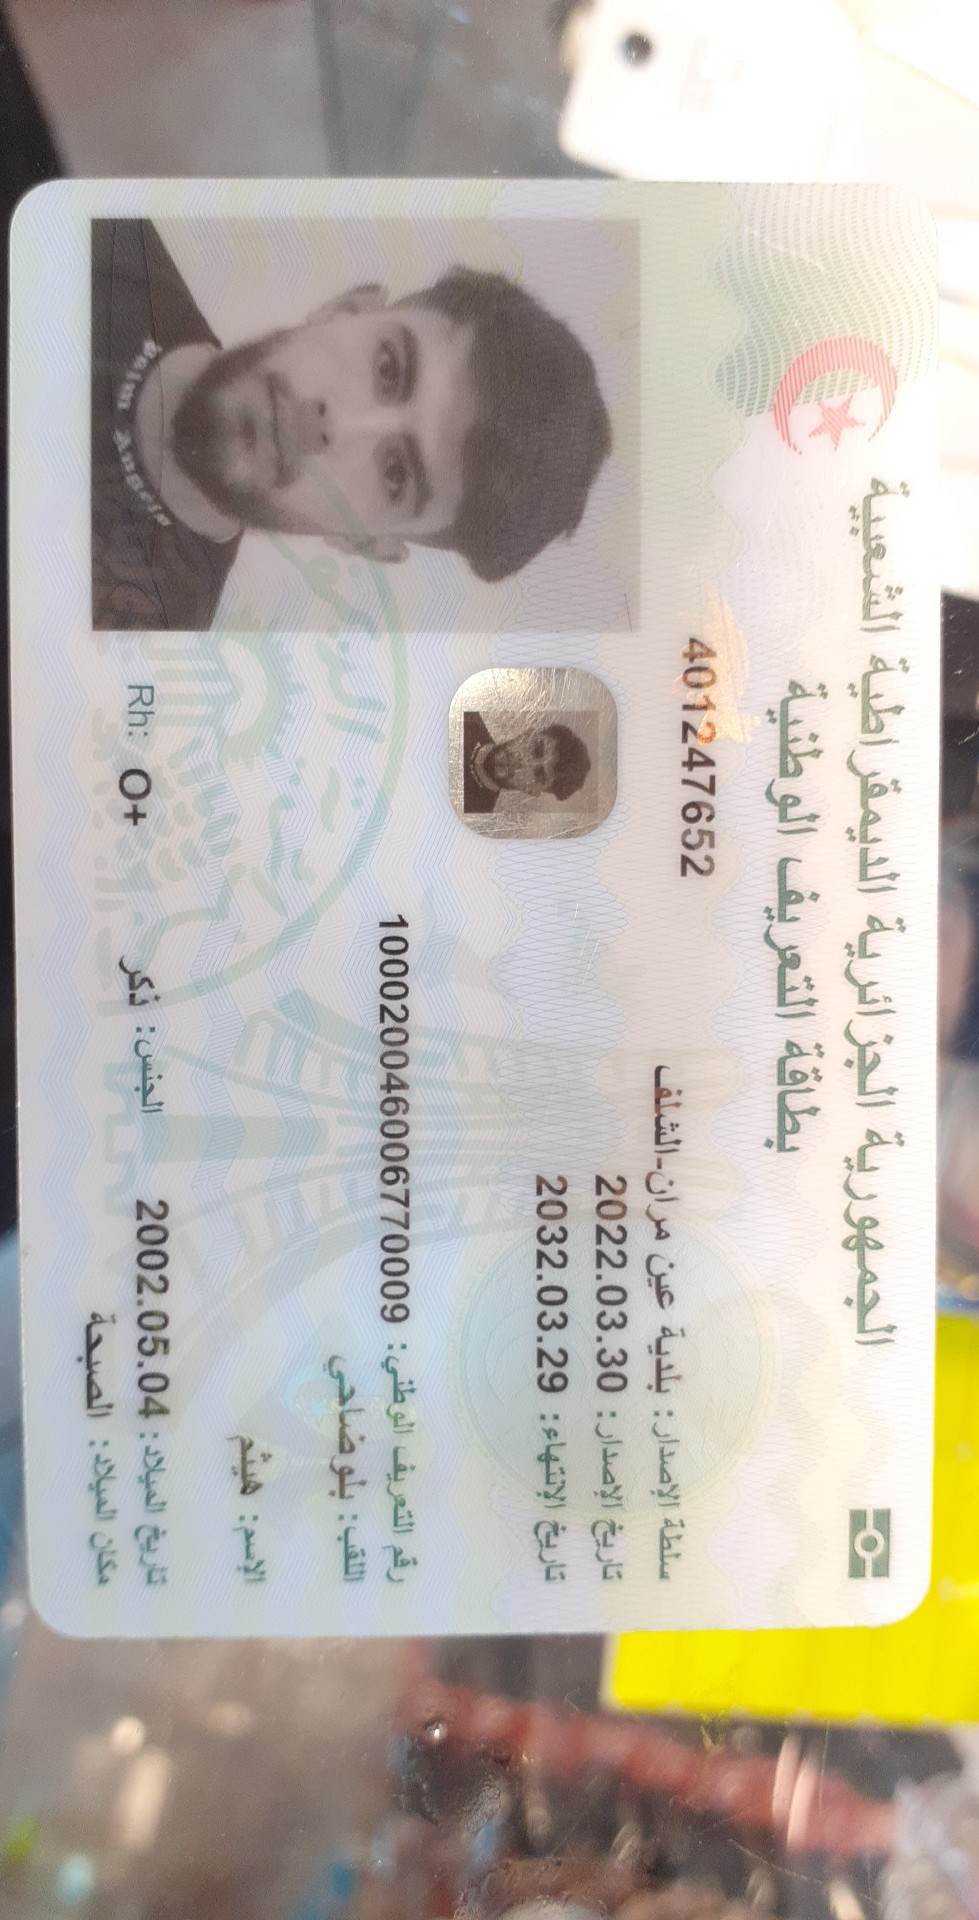 الجمهورية الجزائرية الديمقراطية الشعبية
بطاقة التعريف الوطنية
401247652
سلطة الإصدار: بلدية عين مران-الشلف
تاريخ الإصدار: 2022.03.30
تاريخ الإنتهاء: 2032.03.29
رقم التعريف الوطني: 100020046006770009
اللقب: بلوضاحي
الإسم: هيثم
تاريخ الميلاد: 2002.05.04
الجنس: ذكر
Rh: O+
مكان الميلاد: الصبحة
Palm Angels